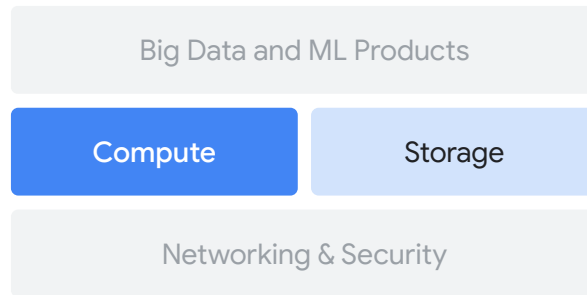 Big Data and ML Products
Compute
Storage
Networking & Security